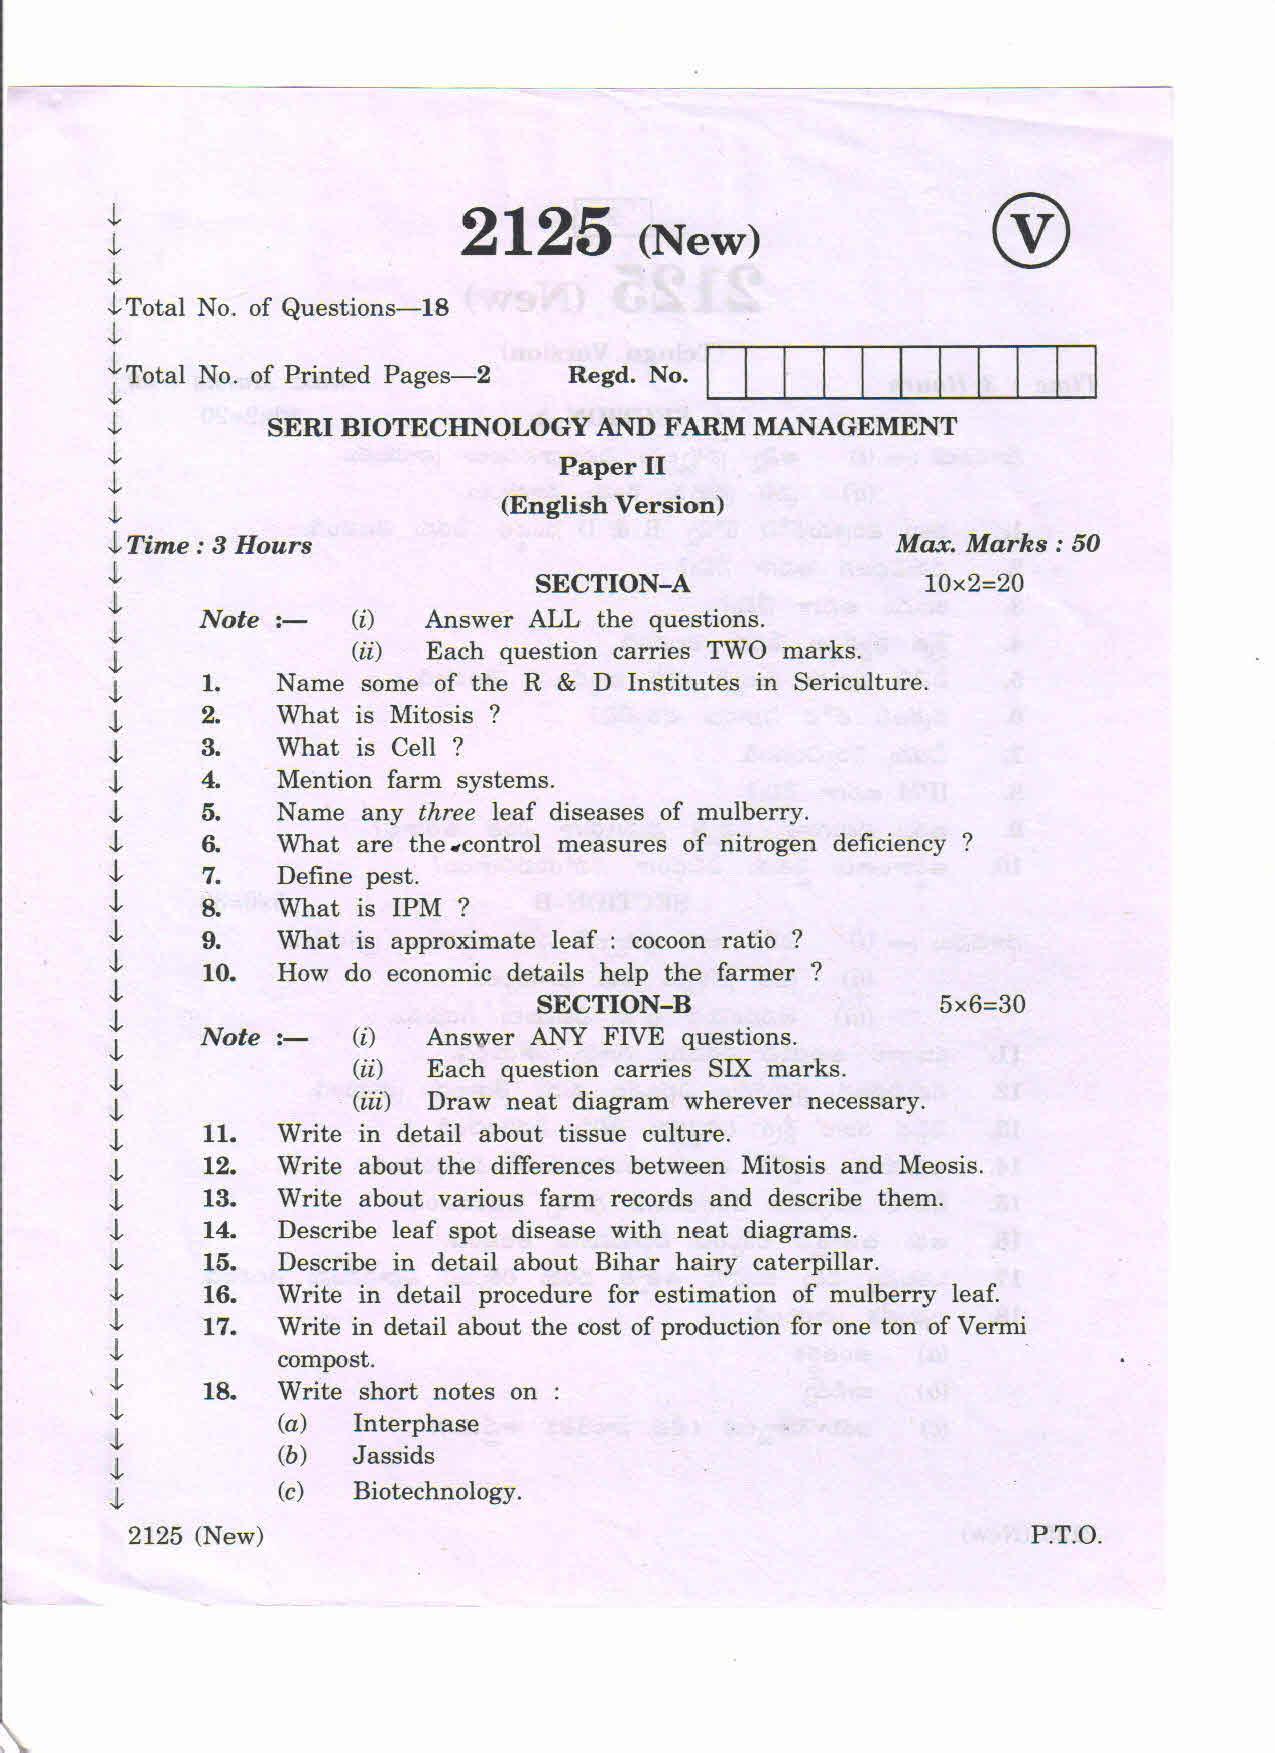 2125 (New)
V
Total No. of Questions—18
Total No. of Printed Pages—2 Regd. No.
SERI BIOTECHNOLOGY AND FARM MANAGEMENT
Paper II
(English Version)
Time : 3 Hours Max. Marks : 50
SECTION–A 10×2=20
Note :— (i) Answer ALL the questions.
(ii) Each question carries TWO marks.
1. Name some of the R & D Institutes in Sericulture.
2. What is Mitosis ?
3. What is Cell ?
4. Mention farm systems.
5. Name any three leaf diseases of mulberry.
6. What are the control measures of nitrogen deficiency ?
7. Define pest.
8. What is IPM ?
9. What is approximate leaf : cocoon ratio ?
10. How do economic details help the farmer ?
SECTION–B 5×6=30
Note :— (i) Answer ANY FIVE questions.
(ii) Each question carries SIX marks.
(iii) Draw neat diagram wherever necessary.
11. Write in detail about tissue culture.
12. Write about the differences between Mitosis and Meosis.
13. Write about various farm records and describe them.
14. Describe leaf spot disease with neat diagrams.
15. Describe in detail about Bihar hairy caterpillar.
16. Write in detail procedure for estimation of mulberry leaf.
17. Write in detail about the cost of production for one ton of Vermi
compost.
18. Write short notes on :
(a) Interphase
(b) Jassids
(c) Biotechnology.
2125 (New) P.T.O.